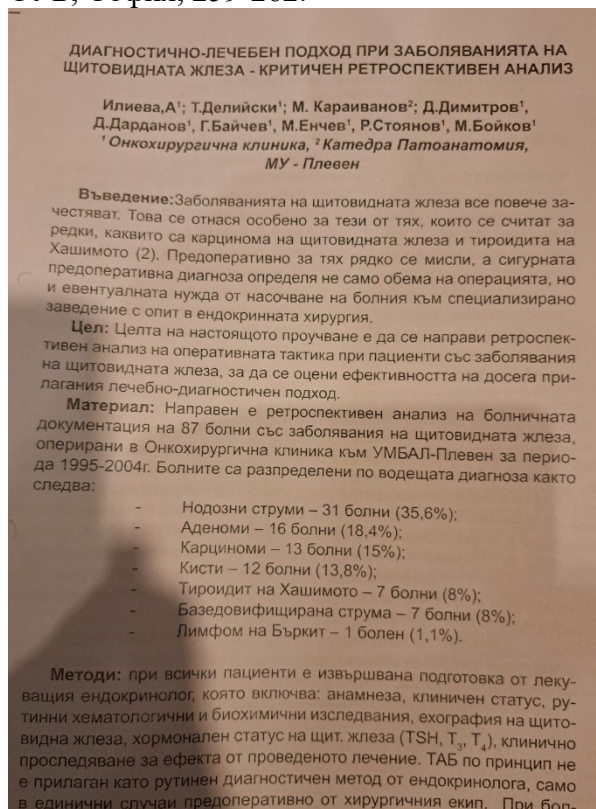 ДИАГНОСТИЧНО-ЛЕЧЕБЕН ПОДХОД ПРИ ЗАБОЛЯВАНИЯТА НА
ЩИТОВИДНАТА ЖЛЕЗА - КРИТИЧЕН РЕТРОСПЕКТИВЕН АНАЛИЗ
Илиева,А¹; Т.Делийски¹; М. Караиванов²; Д.Димитров¹,
Д.Дарданов¹, Г.Байчев¹, М.Енчев¹, Р.Стоянов¹, М.Бойков¹
¹ Онкохирургична клиника, ² Катедра Патоанатомия,
МУ - Плевен
Въведение:Заболяванията на щитовидната жлеза все повече за-
честяват. Това се отнася особено за тези от тях, които се считат за
редки, каквито са карцинома на щитовидната жлеза и тироидита на
Хашимото (2). Предоперативно за тях рядко се мисли, а сигурната
предоперативна диагноза определя не само обема на операцията, но
и евентуалната нужда от насочване на болния към специализирано
заведение с опит в ендокринната хирургия.
Цел: Целта на настоящото проучване е да се направи ретроспек-
тивен анализ на оперативната тактика при пациенти със заболявания
на щитовидната жлеза, за да се оцени ефективността на досега при-
лагания лечебно-диагностичен подход.
Материал: Направен е ретроспективен анализ на болничната
документация на 87 болни със заболявания на щитовидната жлеза,
оперирани в Онкохирургична клиника към УМБАЛ-Плевен за перио-
да 1995-2004г. Болните са разпределени по водещата диагноза както
следва:
- Нодозни струми – 31 болни (35,6%);
- Аденоми – 16 болни (18,4%);
- Карциноми – 13 болни (15%);
- Кисти – 12 болни (13,8%);
- Тироидит на Хашимото – 7 болни (8%);
- Базедовифицирана струма – 7 болни (8%);
- Лимфом на Бъркит – 1 болен (1,1%).
Методи: при всички пациенти е извършвана подготовка от леку-
ващия ендокринолог, която включва: анамнеза, клиничен статус, ру-
тинни хематологични и биохимични изследвания, ехография на щито-
видна жлеза, хормонален статус на щит. жлеза (TSH, T₃, T₄), клинично
проследяване за ефекта от проведеното лечение. ТАБ по принцип не
е прилаган като рутинен диагностичен метод от ендокринолога, само
в единични случаи предоперативно от хирургичния екип. При бол-